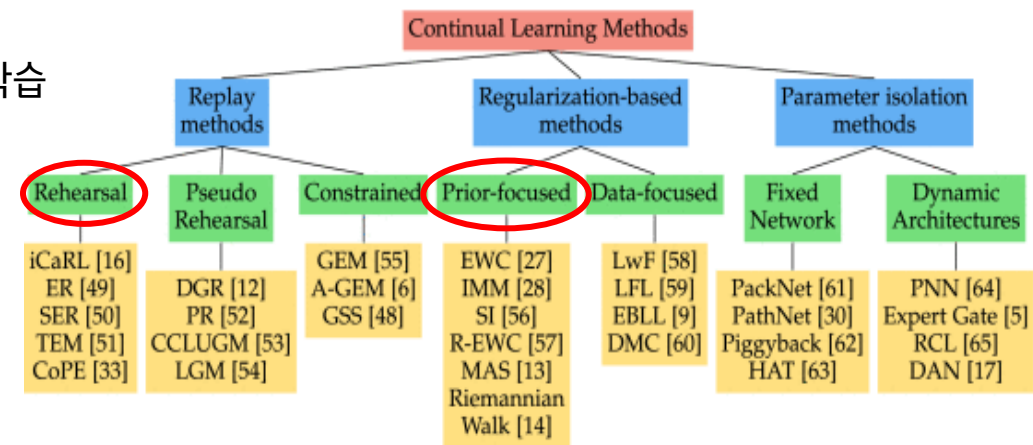 Continual Learning Methods
습
Replay
methods
Regularization-based
methods
Parameter isolation
methods
Rehearsal
Pseudo
Rehearsal
Constrained
Prior-focused
Data-focused
Fixed
Network
Dynamic
Architectures
iCaRL [16]
ER [49]
SER [50]
TEM [51]
CoPE [33]
DGR [12]
PR [52]
CCLUGM [53]
LGM [54]
GEM [55]
A-GEM [6]
GSS [48]
EWC [27]
IMM [28]
SI [56]
R-EWC [57]
MAS [13]
Riemannian
Walk [14]
LwF [58]
LFL [59]
EBLL [9]
DMC [60]
PackNet [61]
PathNet [30]
Piggyback [62]
HAT [63]
PNN [64]
Expert Gate [5]
RCL [65]
DAN [17]